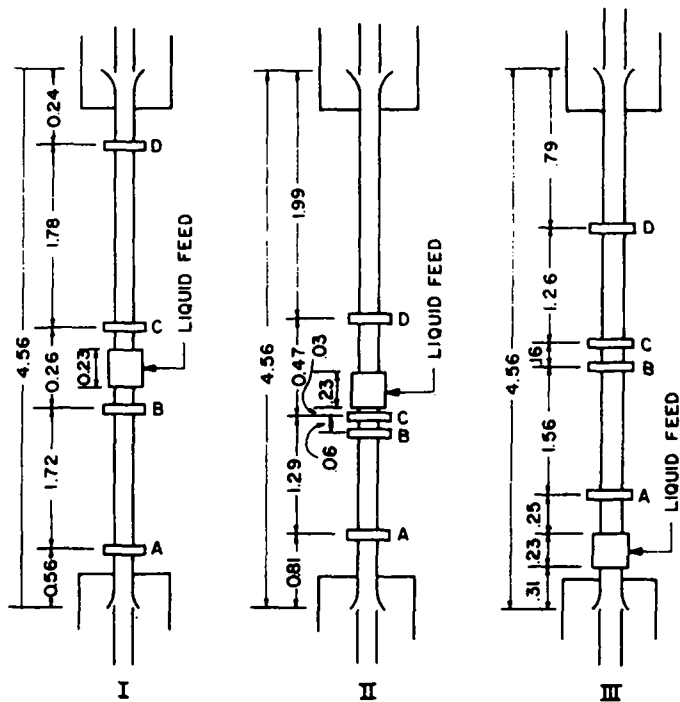 4.56
0.24
1.78
0.26
0.23
1.72
0.56
D
C
B
A
LIQUID FEED
I
4.56
1.99
0.47
.03
.23
.06
1.29
0.81
D
C
B
A
LIQUID FEED
II
4.56
.79
1.26
.16
1.56
.25
.23
.31
D
C
B
A
LIQUID FEED
III